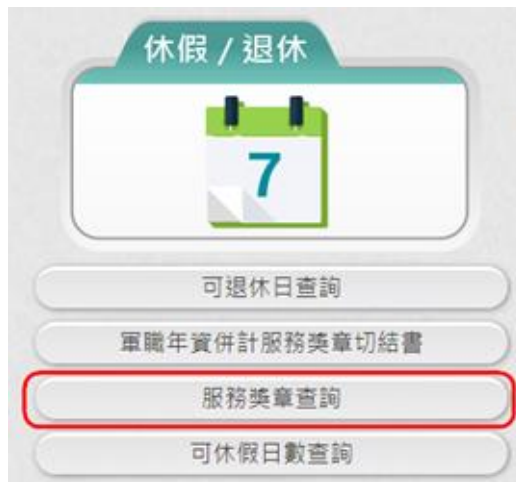 休假 / 退休
7
可退休日查詢
軍職年資併計服務獎章切結書
服務獎章查詢
可休假日數查詢